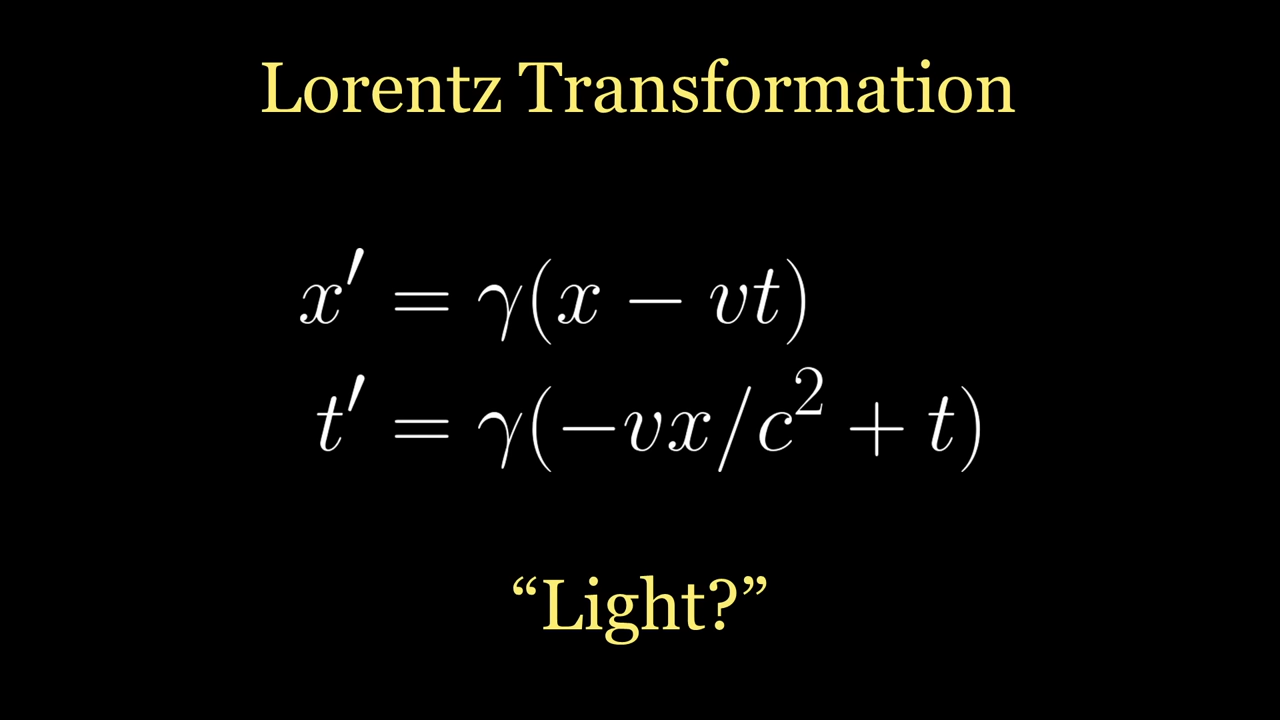 Lorentz Transformation
x′ = γ(x − vt)
t′ = γ(−vx/c² + t)
“Light?”